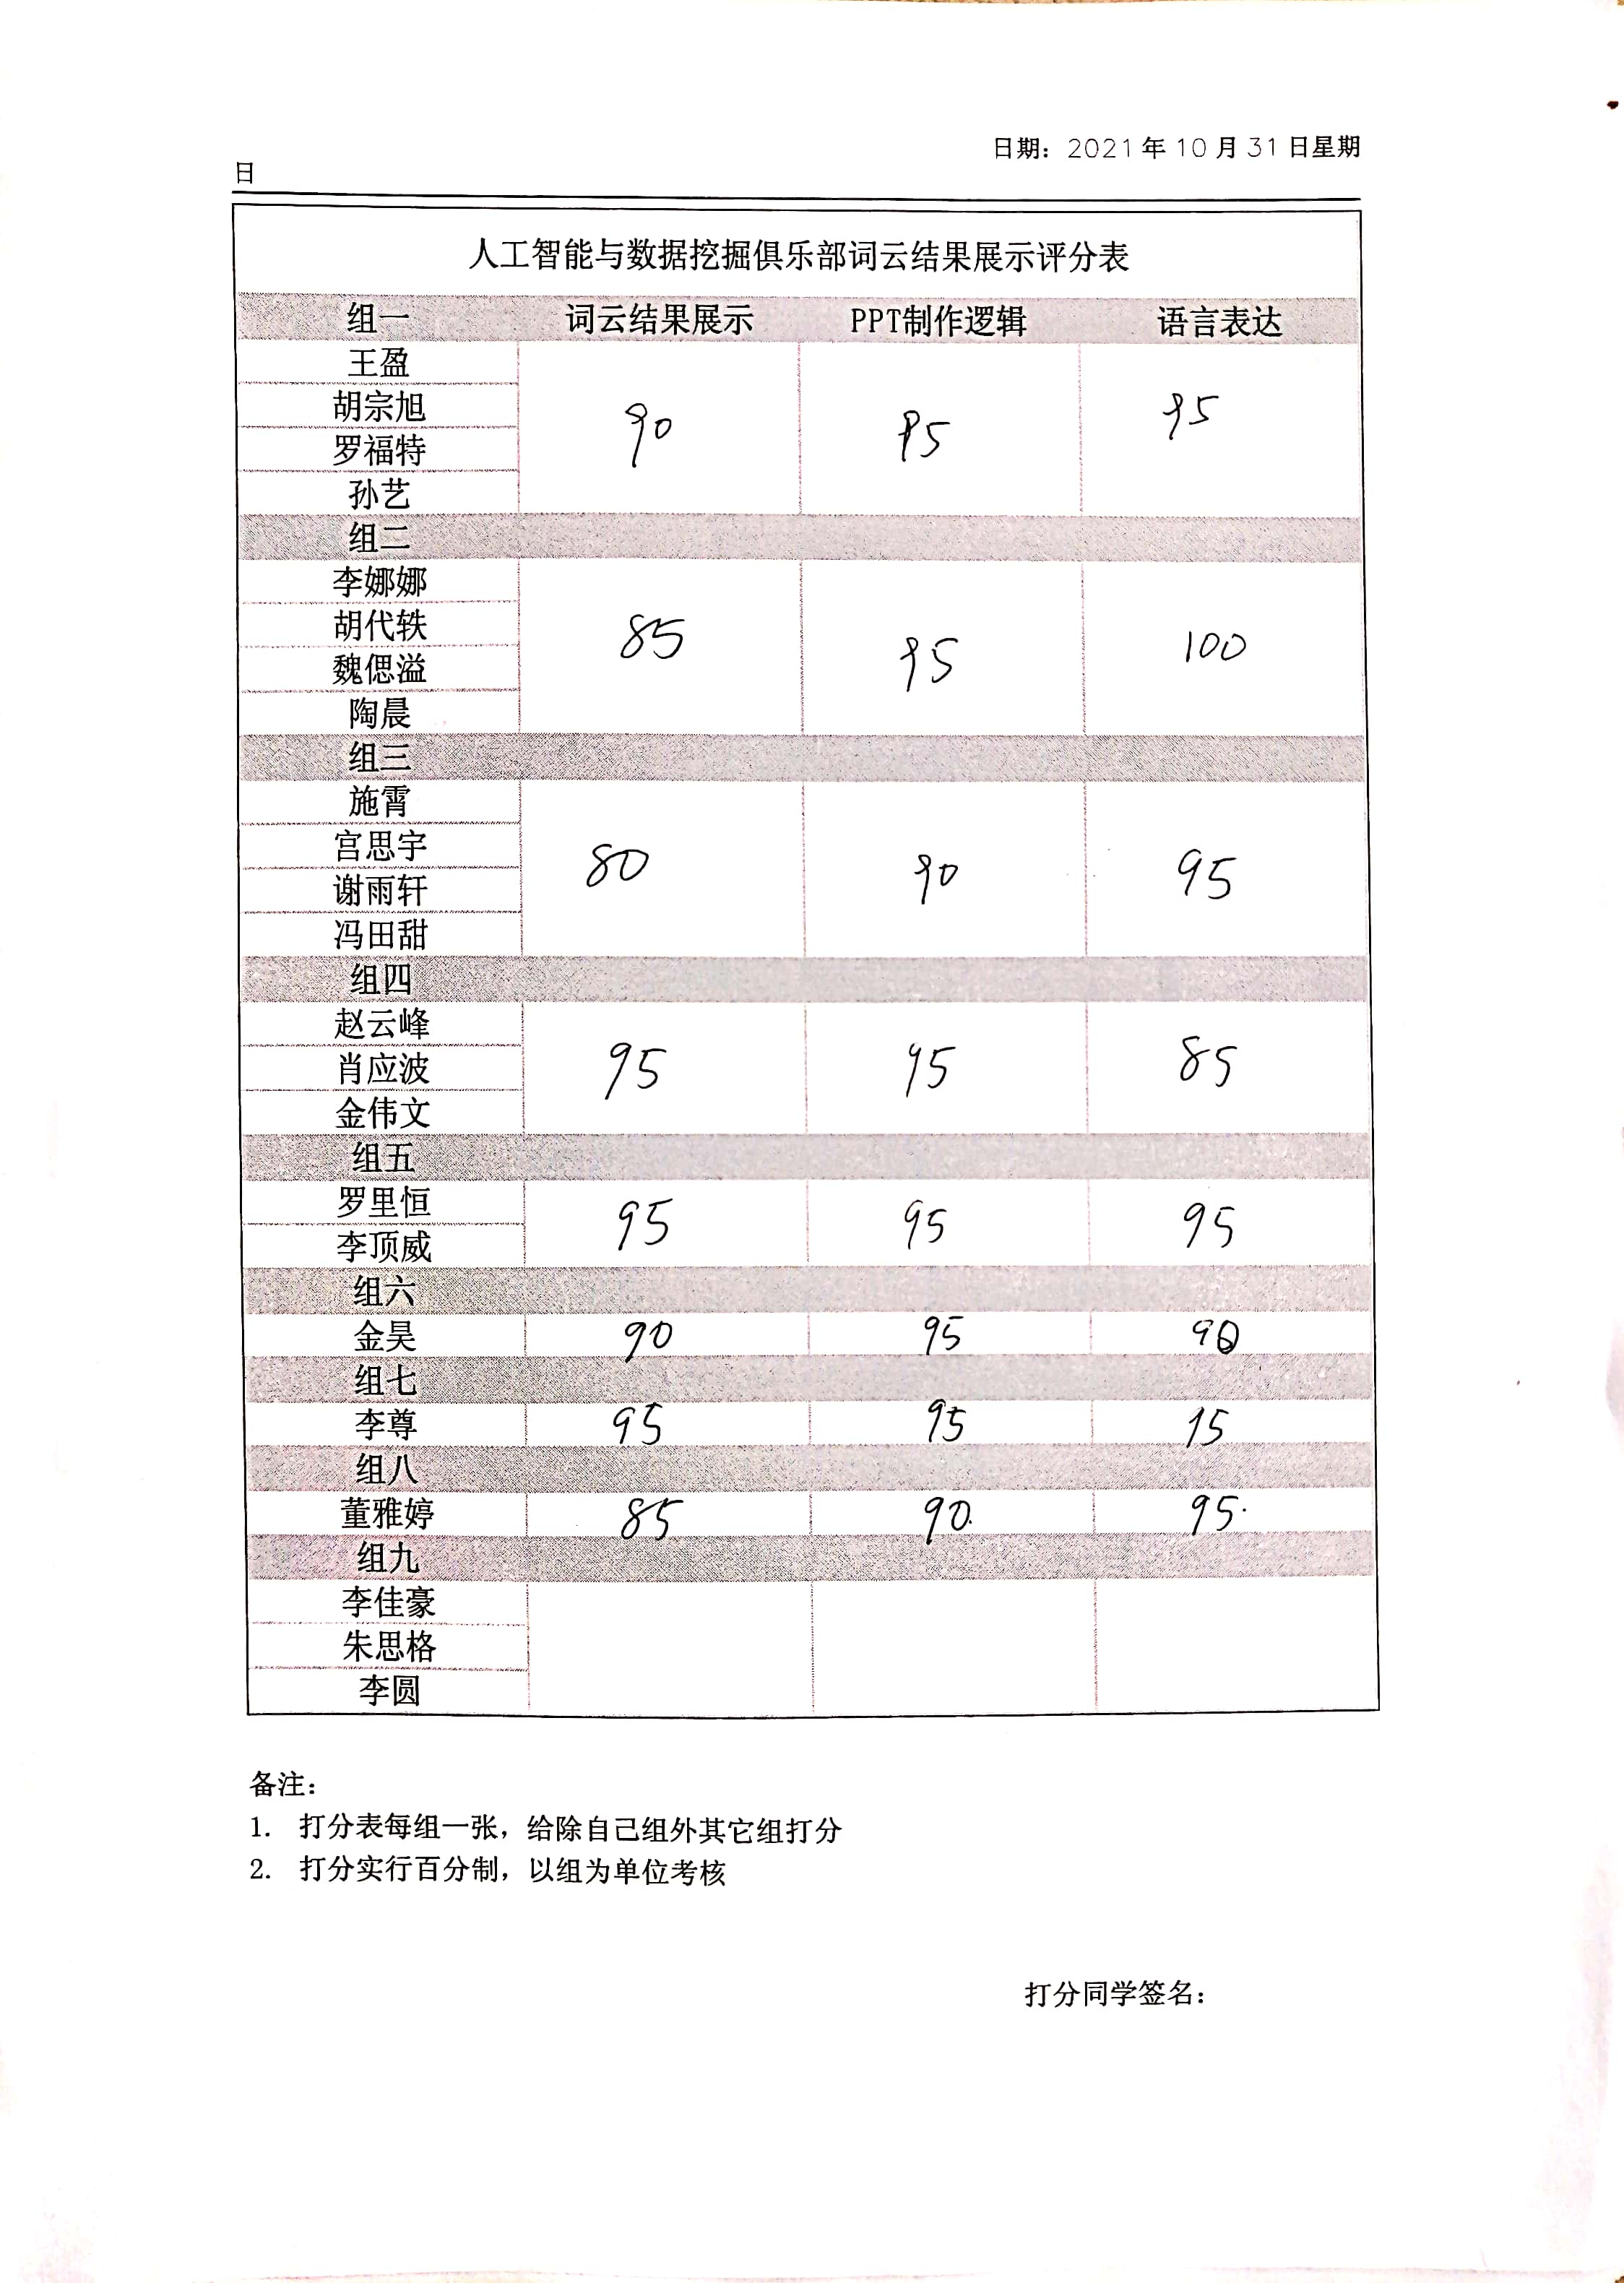 日期：2021年10月31日星期
日
人工智能与数据挖掘俱乐部词云结果展示评分表
组一 词云结果展示 PPT制作逻辑 语言表达
王盈
胡宗旭
罗福特
孙艺
90 95 95
组二
李娜娜
胡代轶
魏偲溢
陶晨
85 95 100
组三
施霄
宫思宇
谢雨轩
冯田甜
80 90 95
组四
赵云峰
肖应波
金伟文
95 95 85
组五
罗里恒
李顶威
95 95 95
组六
金昊 90 95 90
组七
李尊 95 95 95
组八
董雅婷 85 90. 95.
组九
李佳豪
朱思格
李圆
备注：
1. 打分表每组一张，给除自己组外其它组打分
2. 打分实行百分制，以组为单位考核
打分同学签名：